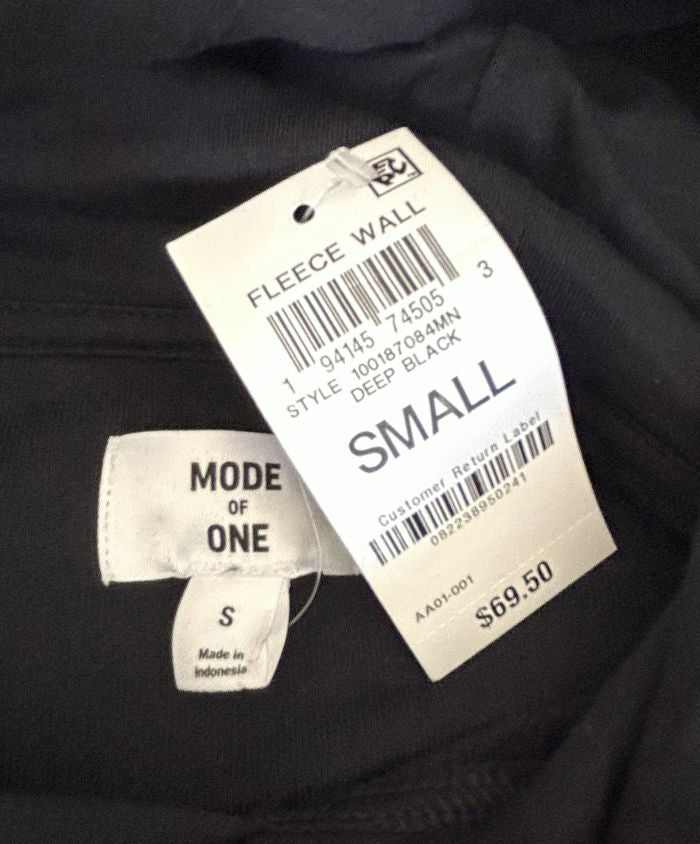 FLEECE WALL
1 94145 74505 3
STYLE 100187084MN
DEEP BLACK
SMALL
Customer Return Label
082238950241
AA01-001
$69.50
MODE
OF
ONE
S
Made in
Indonesia